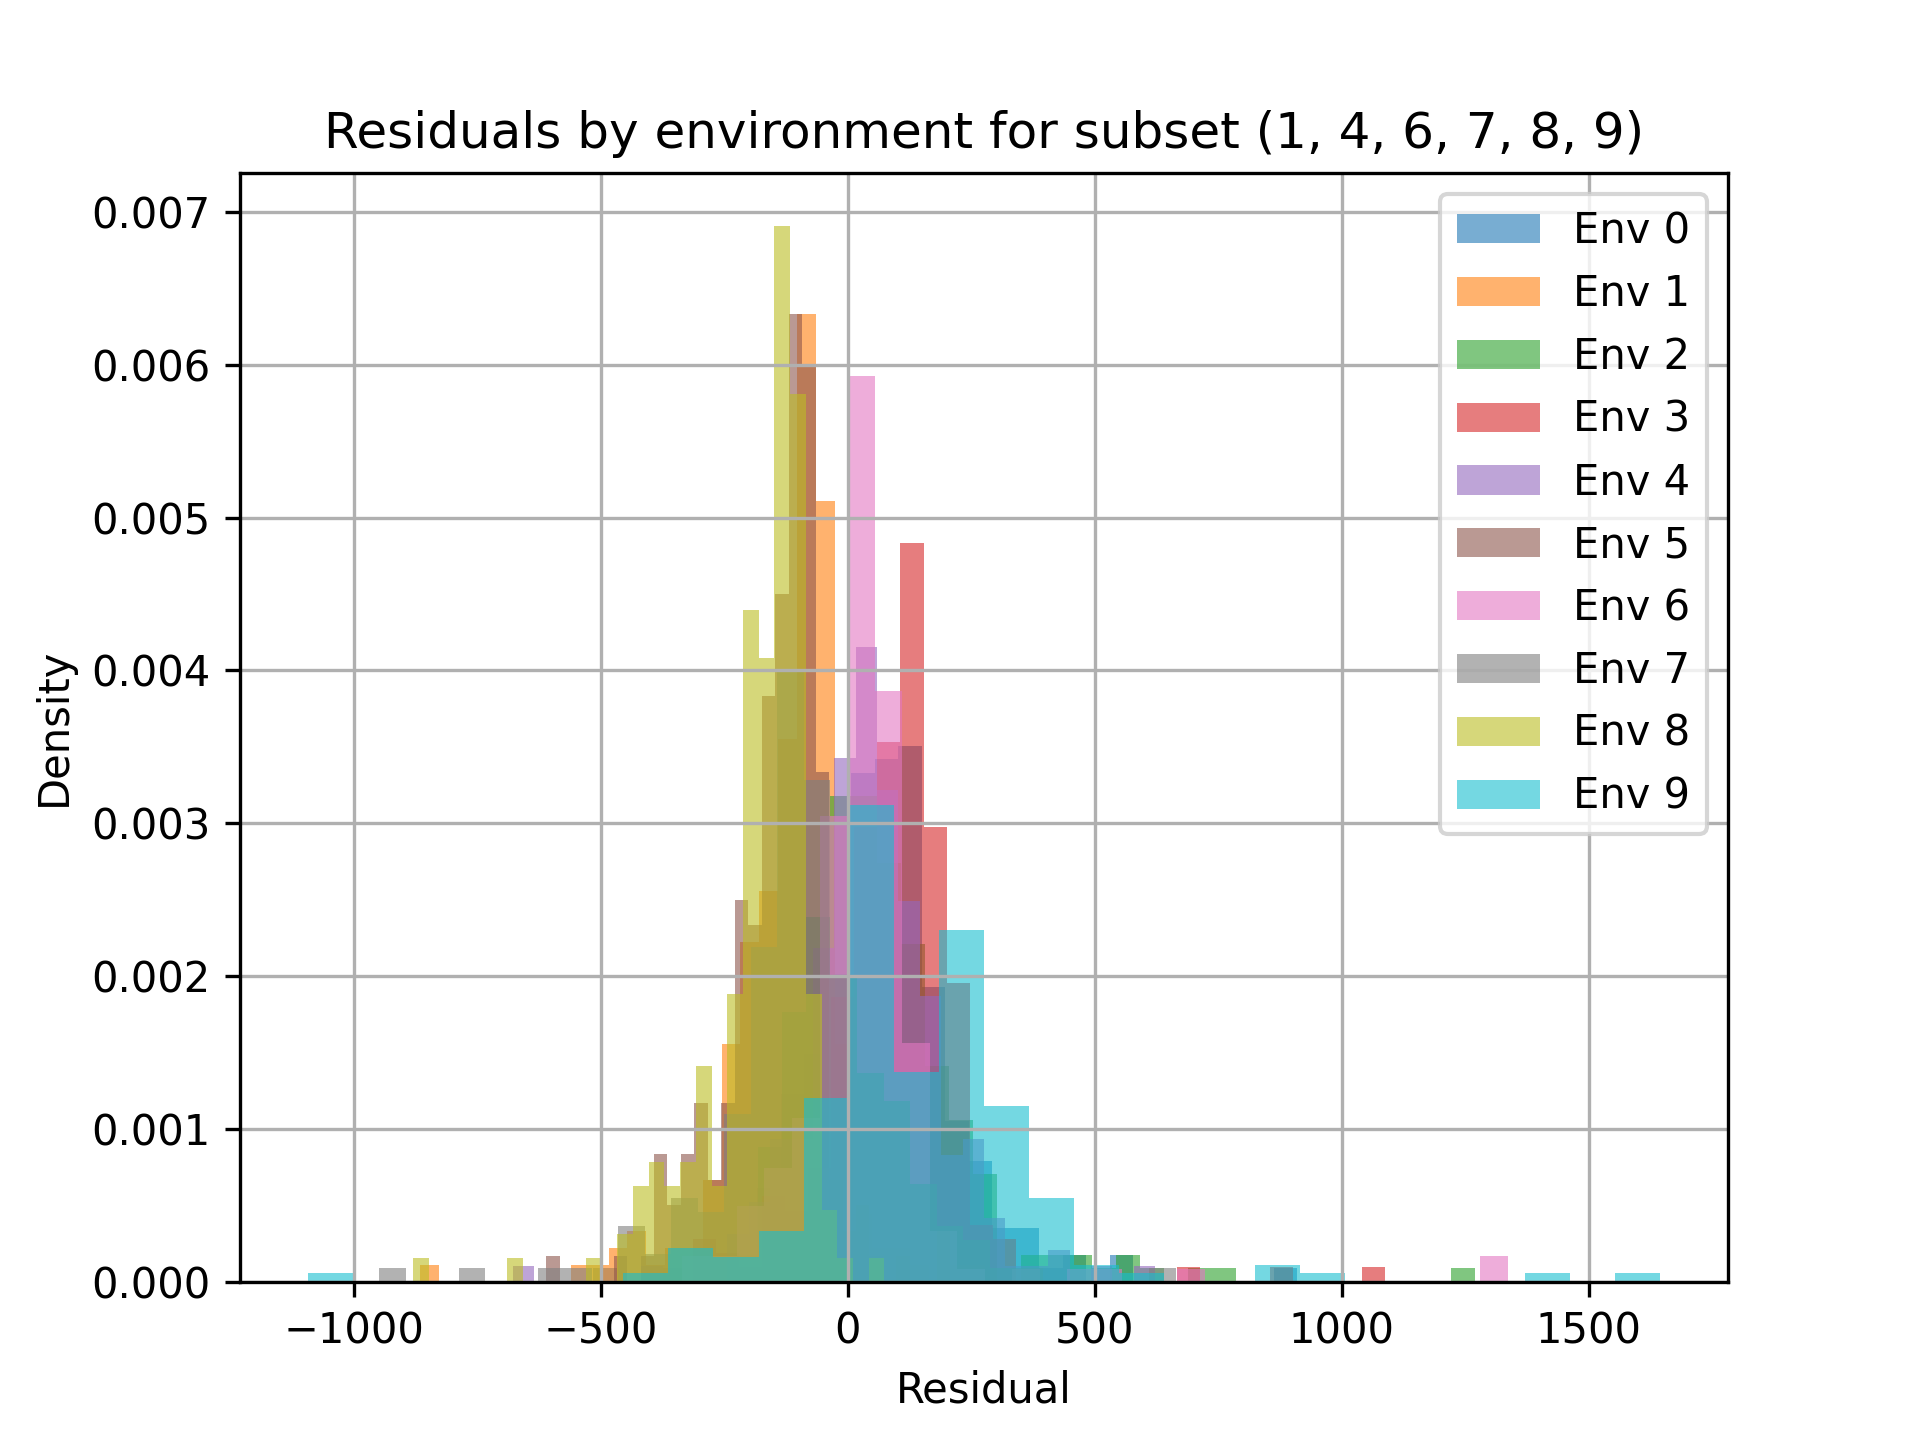 Residuals by environment for subset (1, 4, 6, 7, 8, 9)
0.007
0.006
0.005
0.004
0.003
0.002
0.001
0.000
Density
Env 0
Env 1
Env 2
Env 3
Env 4
Env 5
Env 6
Env 7
Env 8
Env 9
−1000
−500
0
500
1000
1500
Residual